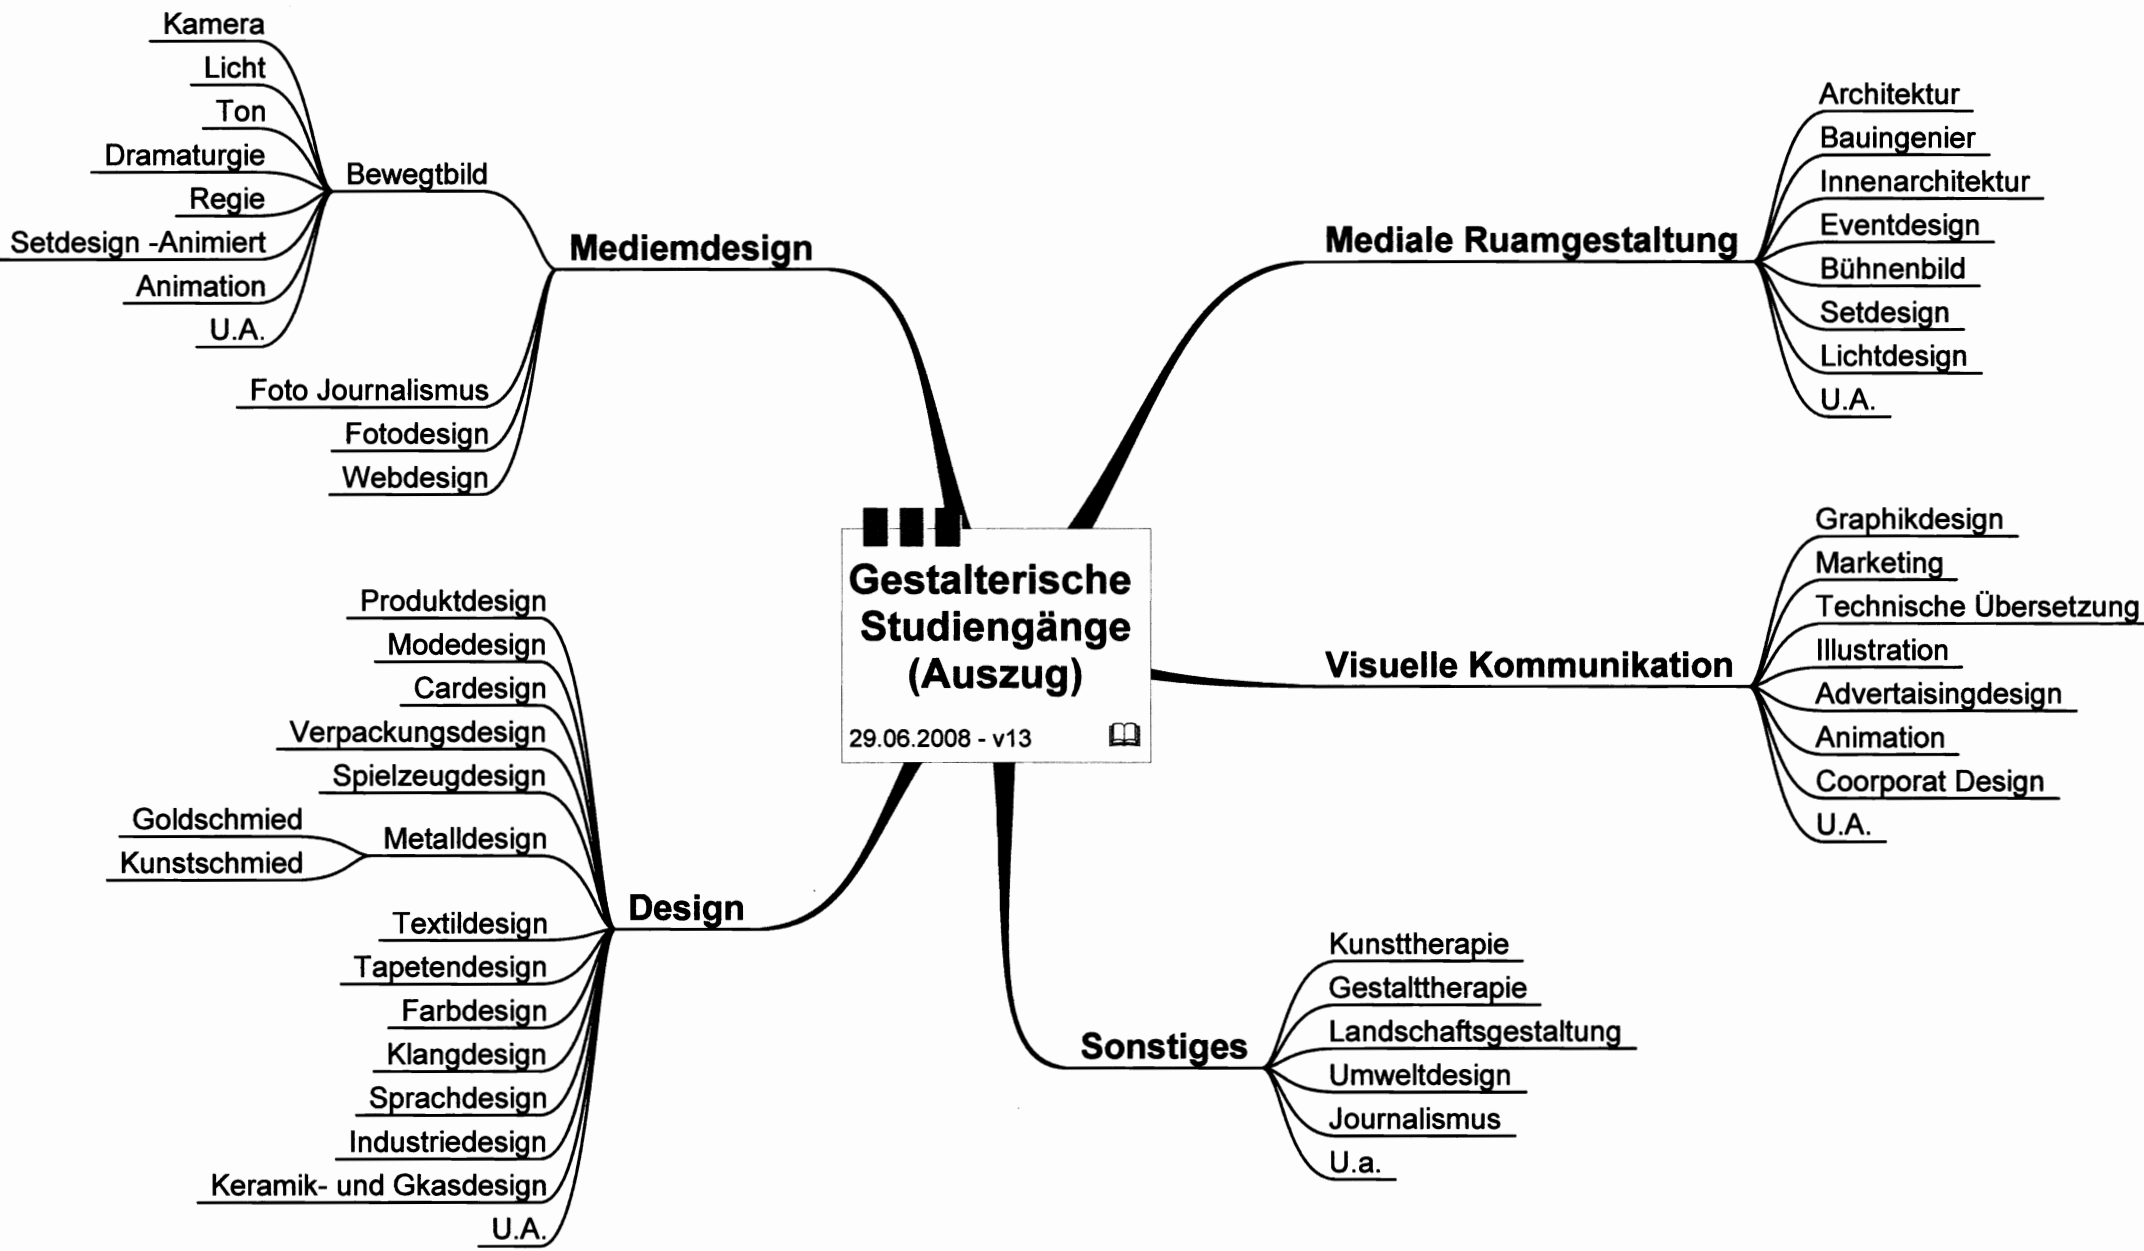 Gestalterische
Studiengänge
(Auszug)
29.06.2008 - v13
Mediemdesign
Bewegtbild
Kamera
Licht
Ton
Dramaturgie
Regie
Setdesign -Animiert
Animation
U.A.
Foto Journalismus
Fotodesign
Webdesign
Mediale Ruamgestaltung
Architektur
Bauingenier
Innenarchitektur
Eventdesign
Bühnenbild
Setdesign
Lichtdesign
U.A.
Visuelle Kommunikation
Graphikdesign
Marketing
Technische Übersetzung
Illustration
Advertaisingdesign
Animation
Coorporat Design
U.A.
Design
Produktdesign
Modedesign
Cardesign
Verpackungsdesign
Spielzeugdesign
Metalldesign
Goldschmied
Kunstschmied
Textildesign
Tapetendesign
Farbdesign
Klangdesign
Sprachdesign
Industriedesign
Keramik- und Gkasdesign
U.A.
Sonstiges
Kunsttherapie
Gestalttherapie
Landschaftsgestaltung
Umweltdesign
Journalismus
U.a.